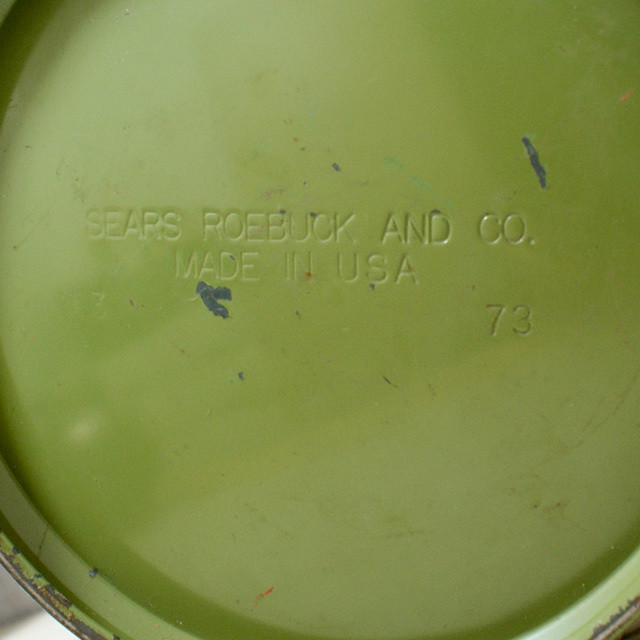 SEARS ROEBUCK AND CO.
MADE IN USA
73